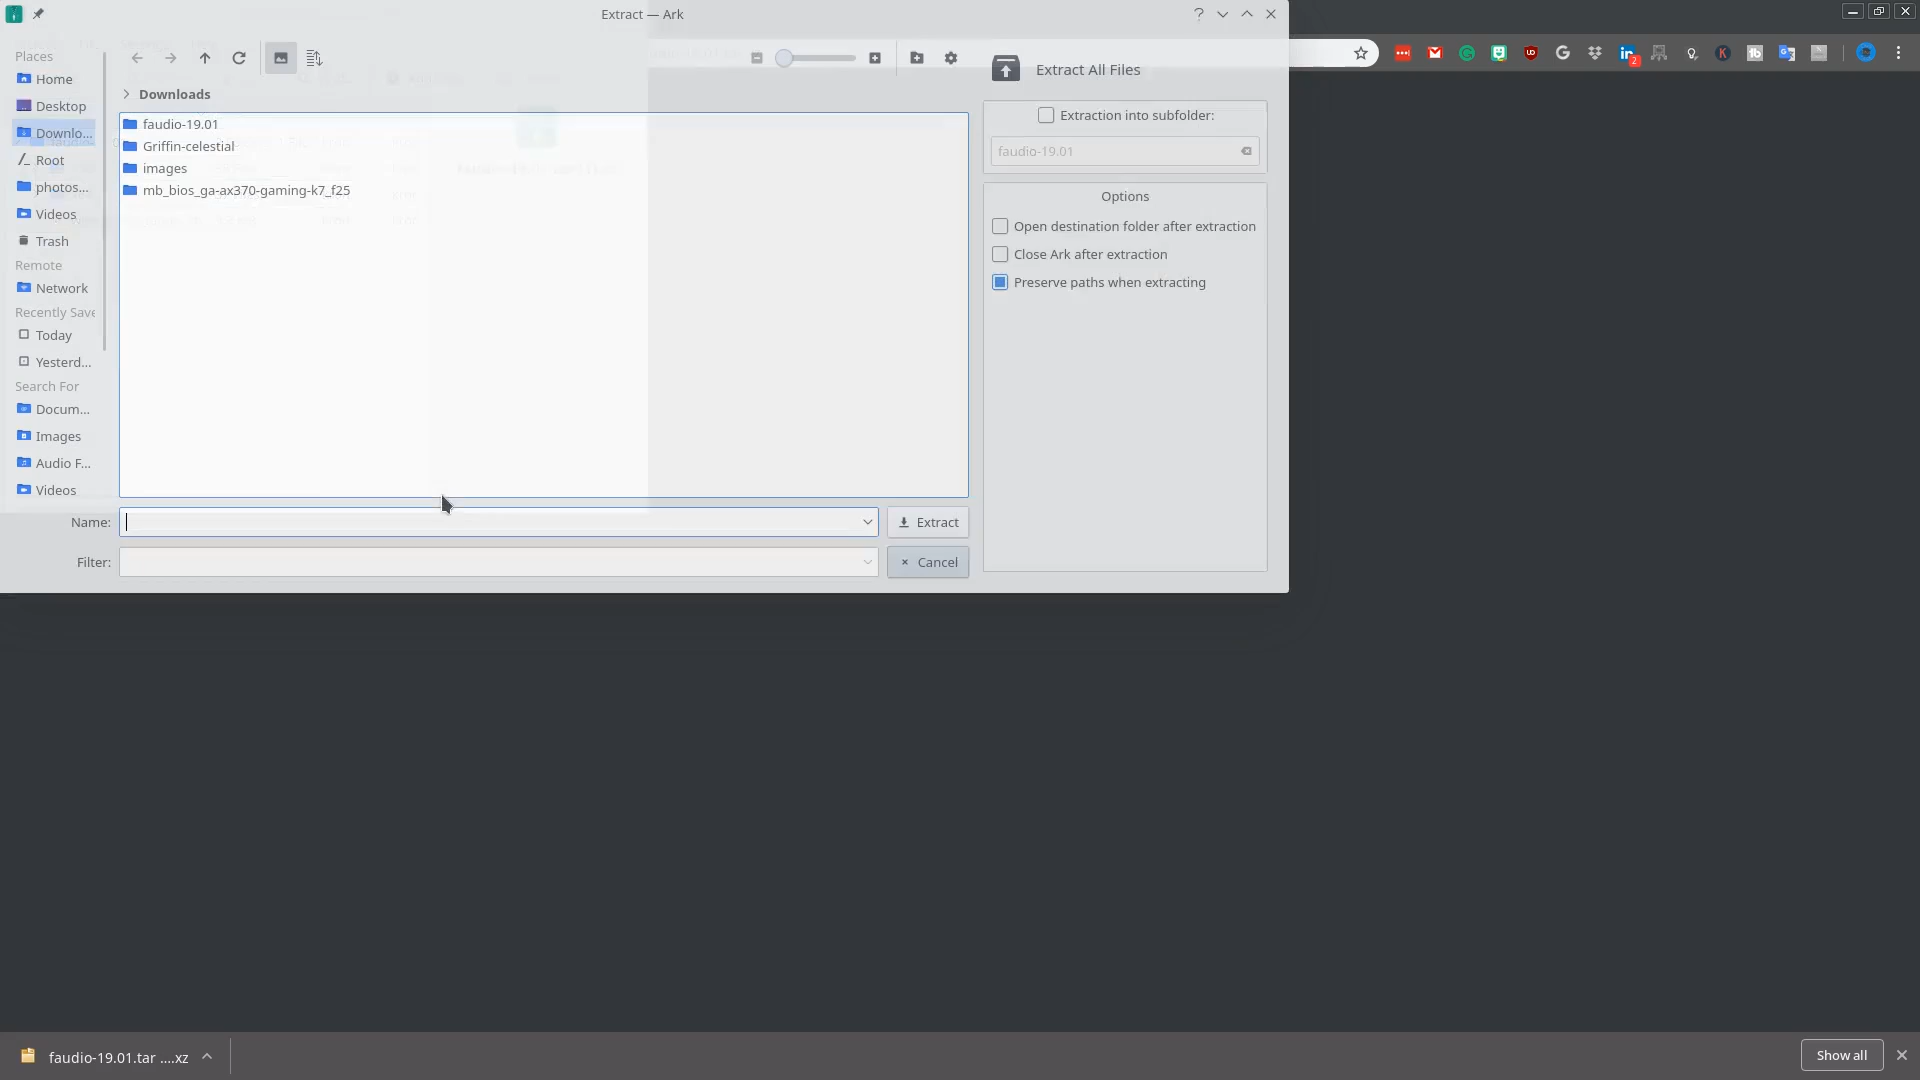 Extract — Ark
Places
Home
Desktop
Downlo...
Root
photos...
Videos
Trash
Remote
Network
Recently Save
Today
Yesterd...
Search For
Docum...
Images
Audio F...
Videos
Downloads
faudio-19.01
Griffin-celestial
images
mb_bios_ga-ax370-gaming-k7_f25
Name:
Extract
Filter:
Cancel
Extract All Files
Extraction into subfolder:
faudio-19.01
Options
Open destination folder after extraction
Close Ark after extraction
Preserve paths when extracting
2
faudio-19.01.tar ....xz
Show all